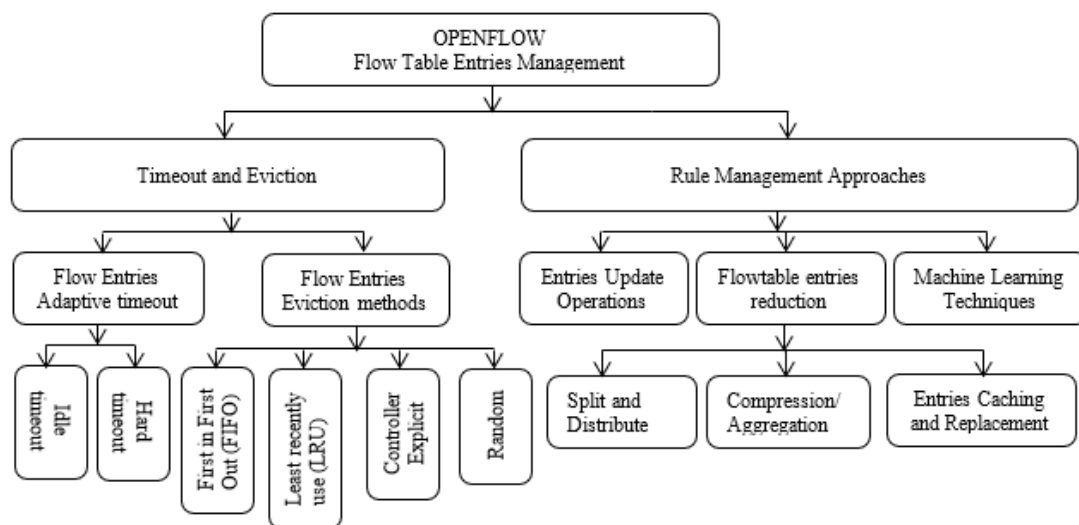 OPENFLOW
Flow Table Entries Management
Timeout and Eviction
Rule Management Approaches
Flow Entries
Adaptive timeout
Flow Entries
Eviction methods
Entries Update
Operations
Flowtable entries
reduction
Machine Learning
Techniques
Idle
timeout
Hard
timeout
First in First
Out (FIFO)
Least recently
use (LRU)
Controller
Explicit
Random
Split and
Distribute
Compression/
Aggregation
Entries Caching
and Replacement